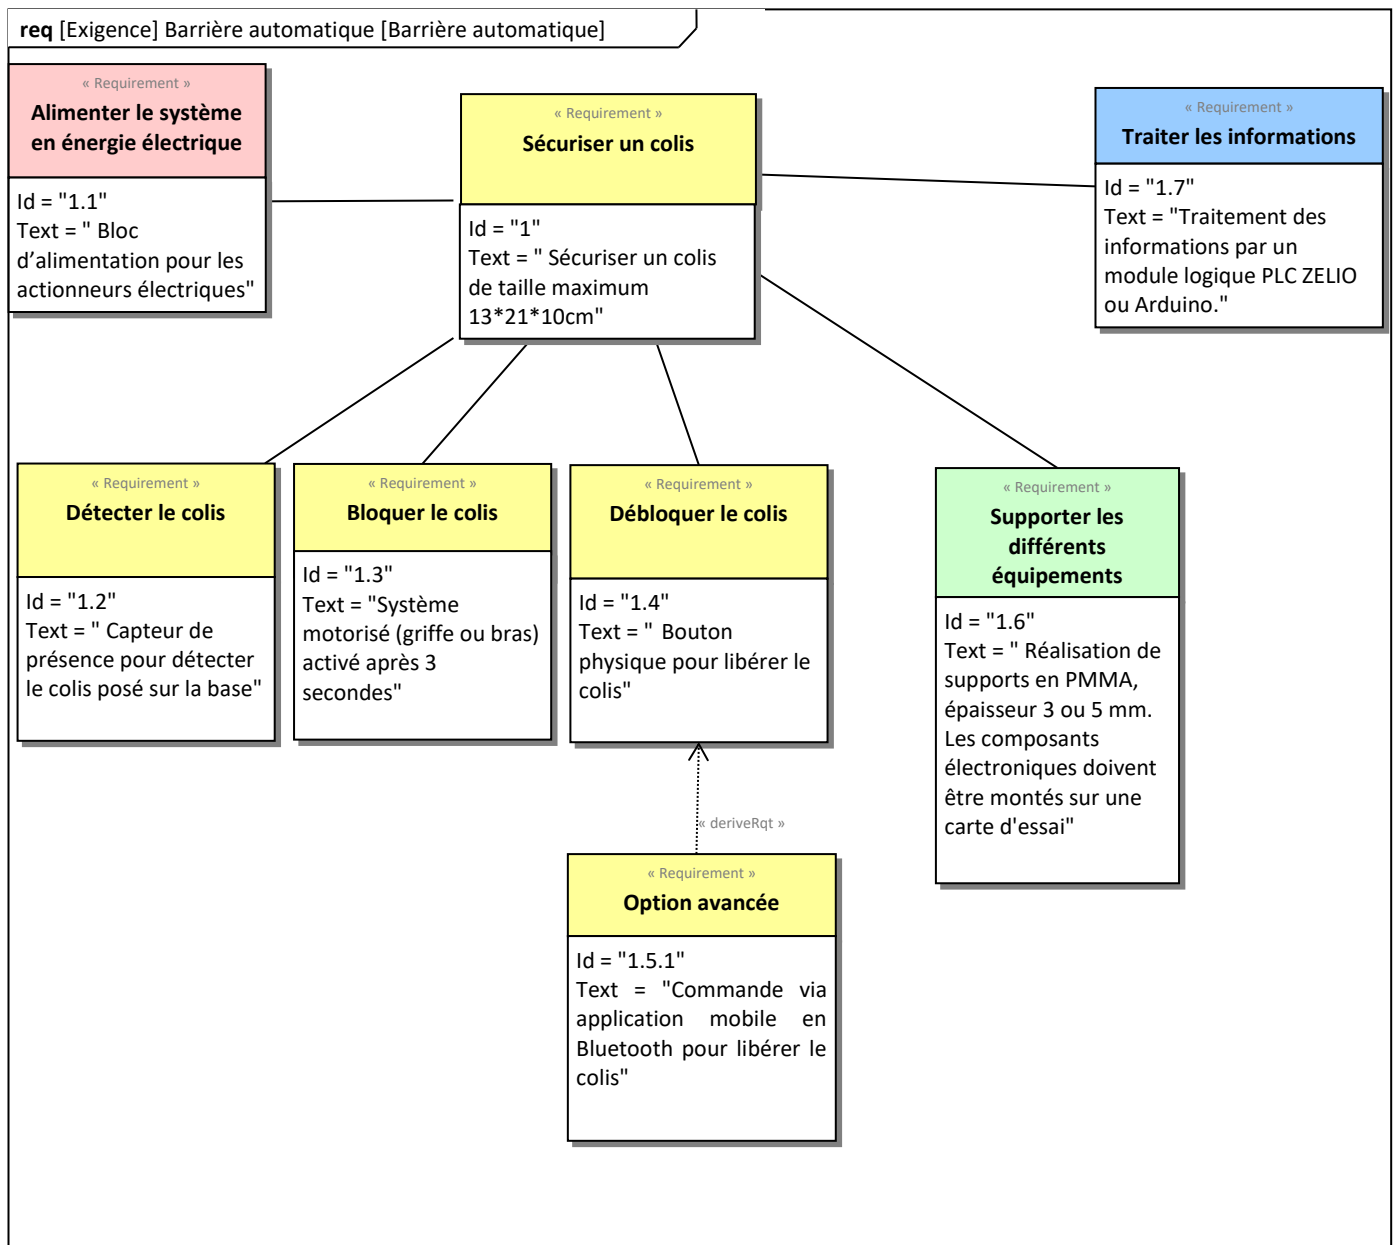 req [Exigence] Barrière automatique [Barrière automatique]
« Requirement »
Alimenter le système
en énergie électrique
Id = "1.1"
Text = " Bloc
d’alimentation pour les
actionneurs électriques"
« Requirement »
Sécuriser un colis
Id = "1"
Text = " Sécuriser un colis
de taille maximum
13*21*10cm"
« Requirement »
Traiter les informations
Id = "1.7"
Text = "Traitement des
informations par un
module logique PLC ZELIO
ou Arduino."
« Requirement »
Détecter le colis
Id = "1.2"
Text = " Capteur de
présence pour détecter
le colis posé sur la base"
« Requirement »
Bloquer le colis
Id = "1.3"
Text = "Système
motorisé (griffe ou bras)
activé après 3
secondes"
« Requirement »
Débloquer le colis
Id = "1.4"
Text = " Bouton
physique pour libérer le
colis"
« Requirement »
Supporter les
différents
équipements
Id = "1.6"
Text = " Réalisation de
supports en PMMA,
épaisseur 3 ou 5 mm.
Les composants
électroniques doivent
être montés sur une
carte d'essai"
« deriveRqt »
« Requirement »
Option avancée
Id = "1.5.1"
Text = "Commande via
application mobile en
Bluetooth pour libérer le
colis"